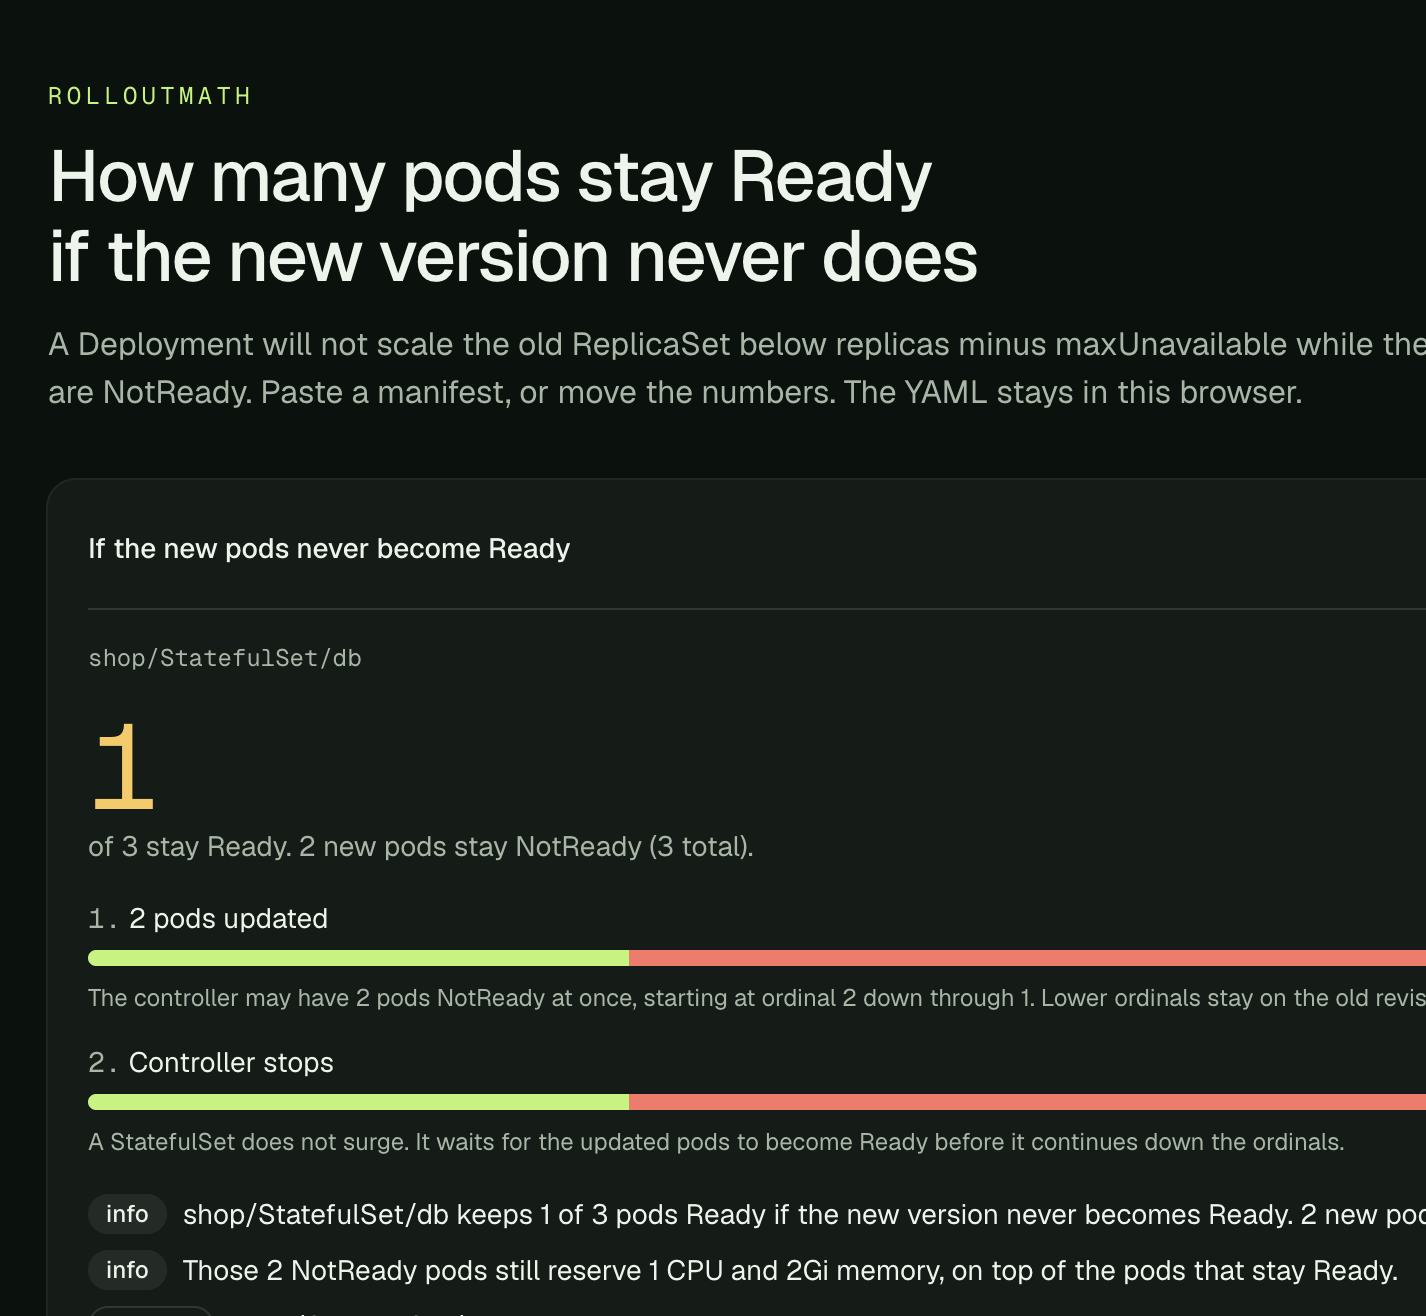 ROLLOUTMATH
How many pods stay Ready
if the new version never does
A Deployment will not scale the old ReplicaSet below replicas minus maxUnavailable while the
are NotReady. Paste a manifest, or move the numbers. The YAML stays in this browser.
If the new pods never become Ready
shop/StatefulSet/db
1
of 3 stay Ready. 2 new pods stay NotReady (3 total).
1. 2 pods updated
The controller may have 2 pods NotReady at once, starting at ordinal 2 down through 1. Lower ordinals stay on the old revis
2. Controller stops
A StatefulSet does not surge. It waits for the updated pods to become Ready before it continues down the ordinals.
info shop/StatefulSet/db keeps 1 of 3 pods Ready if the new version never becomes Ready. 2 new poc
info Those 2 NotReady pods still reserve 1 CPU and 2Gi memory, on top of the pods that stay Ready.